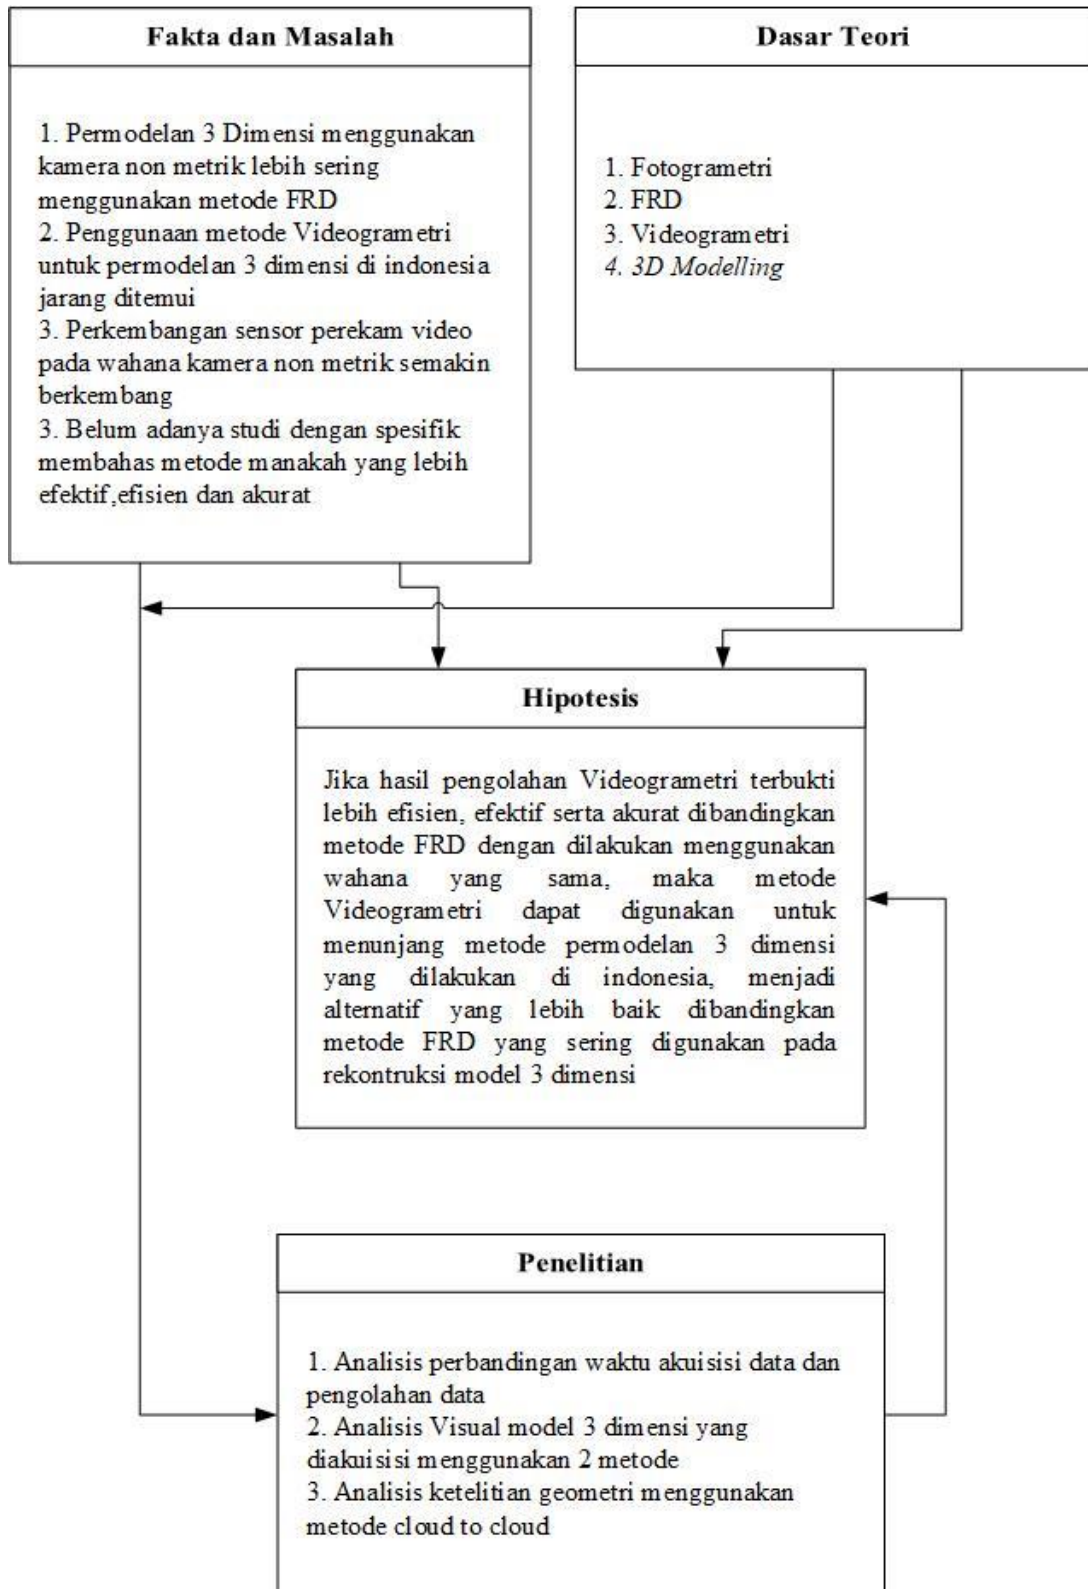 Fakta dan Masalah
1. Permodelan 3 Dimensi menggunakan
kamera non metrik lebih sering
menggunakan metode FRD
2. Penggunaan metode Videogrametri
untuk permodelan 3 dimensi di indonesia
jarang ditemui
3. Perkembangan sensor perekam video
pada wahana kamera non metrik semakin
berkembang
3. Belum adanya studi dengan spesifik
membahas metode manakah yang lebih
efektif,efisien dan akurat
Dasar Teori
1. Fotogrametri
2. FRD
3. Videogrametri
4. 3D Modelling
Hipotesis
Jika hasil pengolahan Videogrametri terbukti
lebih efisien, efektif serta akurat dibandingkan
metode FRD dengan dilakukan menggunakan
wahana yang sama, maka metode
Videogrametri dapat digunakan untuk
menunjang metode permodelan 3 dimensi
yang dilakukan di indonesia, menjadi
alternatif yang lebih baik dibandingkan
metode FRD yang sering digunakan pada
rekontruksi model 3 dimensi
Penelitian
1. Analisis perbandingan waktu akuisisi data dan
pengolahan data
2. Analisis Visual model 3 dimensi yang
diakuisisi menggunakan 2 metode
3. Analisis ketelitian geometri menggunakan
metode cloud to cloud